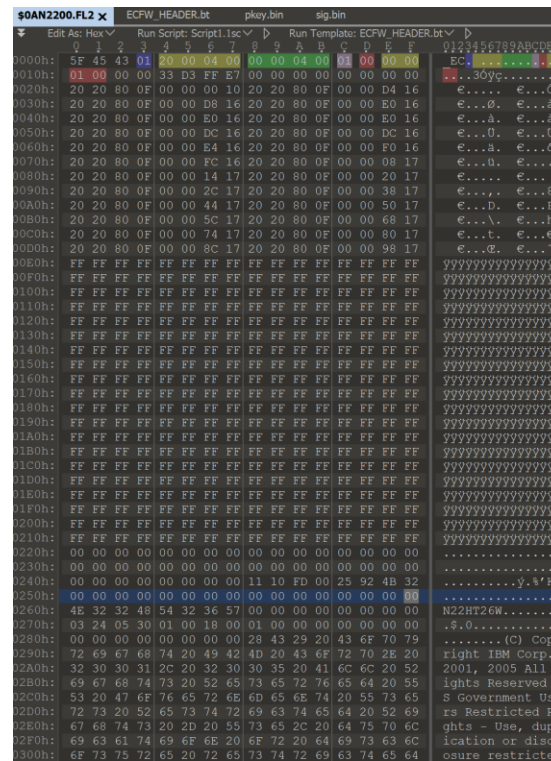 $0AN2200.FL2 x ECFW_HEADER.bt pkey.bin sig.bin
Edit As: Hex Run Script: Script1.1sc Run Template: ECFW_HEADER.bt
0 1 2 3 4 5 6 7 8 9 A B C D E F 0123456789ABCD
0000h: 5F 45 43 01 20 00 04 00 00 00 04 00 01 00 00 00 _EC. ..........
0010h: 01 00 00 00 33 D3 FF E7 00 00 00 00 00 00 00 00 ....3Óÿç......
0020h: 20 20 80 0F 00 00 00 10 20 20 80 0F 00 00 D4 16 €..... €...
0030h: 20 20 80 0F 00 00 D8 16 20 20 80 0F 00 00 E0 16 €...Ø. €...
0040h: 20 20 80 0F 00 00 E0 16 20 20 80 0F 00 00 E0 16 €...à. €...
0050h: 20 20 80 0F 00 00 DC 16 20 20 80 0F 00 00 DC 16 €...Ü. €...
0060h: 20 20 80 0F 00 00 E4 16 20 20 80 0F 00 00 F0 16 €...ä. €...
0070h: 20 20 80 0F 00 00 FC 16 20 20 80 0F 00 00 08 17 €...ü. €...
0080h: 20 20 80 0F 00 00 14 17 20 20 80 0F 00 00 20 17 €..... €...
0090h: 20 20 80 0F 00 00 2C 17 20 20 80 0F 00 00 38 17 €...,. €...
00A0h: 20 20 80 0F 00 00 44 17 20 20 80 0F 00 00 50 17 €...D. €...
00B0h: 20 20 80 0F 00 00 5C 17 20 20 80 0F 00 00 68 17 €...\. €...
00C0h: 20 20 80 0F 00 00 74 17 20 20 80 0F 00 00 80 17 €...t. €...
00D0h: 20 20 80 0F 00 00 8C 17 20 20 80 0F 00 00 98 17 €...Œ. €...
00E0h: FF FF FF FF FF FF FF FF FF FF FF FF FF FF FF FF ÿÿÿÿÿÿÿÿÿÿÿÿÿÿ
00F0h: FF FF FF FF FF FF FF FF FF FF FF FF FF FF FF FF ÿÿÿÿÿÿÿÿÿÿÿÿÿÿ
0100h: FF FF FF FF FF FF FF FF FF FF FF FF FF FF FF FF ÿÿÿÿÿÿÿÿÿÿÿÿÿÿ
0110h: FF FF FF FF FF FF FF FF FF FF FF FF FF FF FF FF ÿÿÿÿÿÿÿÿÿÿÿÿÿÿ
0120h: FF FF FF FF FF FF FF FF FF FF FF FF FF FF FF FF ÿÿÿÿÿÿÿÿÿÿÿÿÿÿ
0130h: FF FF FF FF FF FF FF FF FF FF FF FF FF FF FF FF ÿÿÿÿÿÿÿÿÿÿÿÿÿÿ
0140h: FF FF FF FF FF FF FF FF FF FF FF FF FF FF FF FF ÿÿÿÿÿÿÿÿÿÿÿÿÿÿ
0150h: FF FF FF FF FF FF FF FF FF FF FF FF FF FF FF FF ÿÿÿÿÿÿÿÿÿÿÿÿÿÿ
0160h: FF FF FF FF FF FF FF FF FF FF FF FF FF FF FF FF ÿÿÿÿÿÿÿÿÿÿÿÿÿÿ
0170h: FF FF FF FF FF FF FF FF FF FF FF FF FF FF FF FF ÿÿÿÿÿÿÿÿÿÿÿÿÿÿ
0180h: FF FF FF FF FF FF FF FF FF FF FF FF FF FF FF FF ÿÿÿÿÿÿÿÿÿÿÿÿÿÿ
0190h: FF FF FF FF FF FF FF FF FF FF FF FF FF FF FF FF ÿÿÿÿÿÿÿÿÿÿÿÿÿÿ
01A0h: FF FF FF FF FF FF FF FF FF FF FF FF FF FF FF FF ÿÿÿÿÿÿÿÿÿÿÿÿÿÿ
01B0h: FF FF FF FF FF FF FF FF FF FF FF FF FF FF FF FF ÿÿÿÿÿÿÿÿÿÿÿÿÿÿ
01C0h: FF FF FF FF FF FF FF FF FF FF FF FF FF FF FF FF ÿÿÿÿÿÿÿÿÿÿÿÿÿÿ
01D0h: FF FF FF FF FF FF FF FF FF FF FF FF FF FF FF FF ÿÿÿÿÿÿÿÿÿÿÿÿÿÿ
01E0h: FF FF FF FF FF FF FF FF FF FF FF FF FF FF FF FF ÿÿÿÿÿÿÿÿÿÿÿÿÿÿ
01F0h: FF FF FF FF FF FF FF FF FF FF FF FF FF FF FF FF ÿÿÿÿÿÿÿÿÿÿÿÿÿÿ
0200h: FF FF FF FF FF FF FF FF FF FF FF FF FF FF FF FF ÿÿÿÿÿÿÿÿÿÿÿÿÿÿ
0210h: FF FF FF FF FF FF FF FF FF FF FF FF FF FF FF FF ÿÿÿÿÿÿÿÿÿÿÿÿÿÿ
0220h: 00 00 00 00 00 00 00 00 00 00 00 00 00 00 00 00 ..............
0230h: 00 00 00 00 00 00 00 00 00 00 00 00 00 00 00 00 ..............
0240h: 00 00 00 00 00 00 00 00 11 10 FD 00 25 92 4B 32 ..........ý.%'K
0250h: 00 00 00 00 00 00 00 00 00 00 00 00 00 00 00 00 ..............
0260h: 4E 32 32 48 54 32 36 57 00 00 00 00 00 00 00 00 N22HT26W......
0270h: 03 24 05 30 01 00 18 00 01 00 00 00 00 00 00 00 .$.0..........
0280h: 00 00 00 00 00 00 00 00 28 43 29 20 43 6F 70 79 ........(C) Cop
0290h: 72 69 67 68 74 20 49 42 4D 20 43 6F 72 70 2E 20 right IBM Corp.
02A0h: 32 30 30 31 2C 20 32 30 30 35 20 41 6C 6C 20 52 2001, 2005 All
02B0h: 69 67 68 74 73 20 52 65 73 65 72 76 65 64 20 55 ights Reserved
02C0h: 53 20 47 6F 76 65 72 6E 6D 65 6E 74 20 55 73 65 S Government Us
02D0h: 72 73 20 52 65 73 74 72 69 63 74 65 64 20 52 69 rs Restricted R
02E0h: 67 68 74 73 20 2D 20 55 73 65 2C 20 64 75 70 6C ghts - Use, dup
02F0h: 69 63 61 74 69 6F 6E 20 6F 72 20 64 69 73 63 6C ication or disc
0300h: 6F 73 75 72 65 20 72 65 73 74 72 69 63 74 65 64 osure restricte